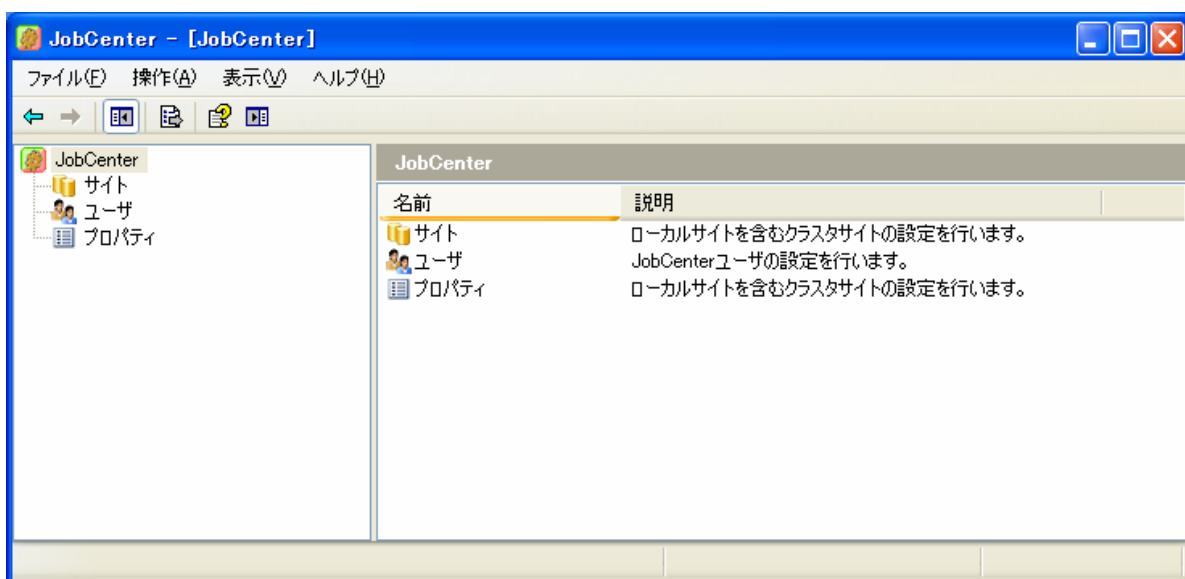 JobCenter - [JobCenter]
ファイル(F) 操作(A) 表示(V) ヘルプ(H)
JobCenter
サイト
ユーザ
プロパティ
JobCenter
名前 説明
サイト ローカルサイトを含むクラスタサイトの設定を行います。
ユーザ JobCenterユーザの設定を行います。
プロパティ ローカルサイトを含むクラスタサイトの設定を行います。